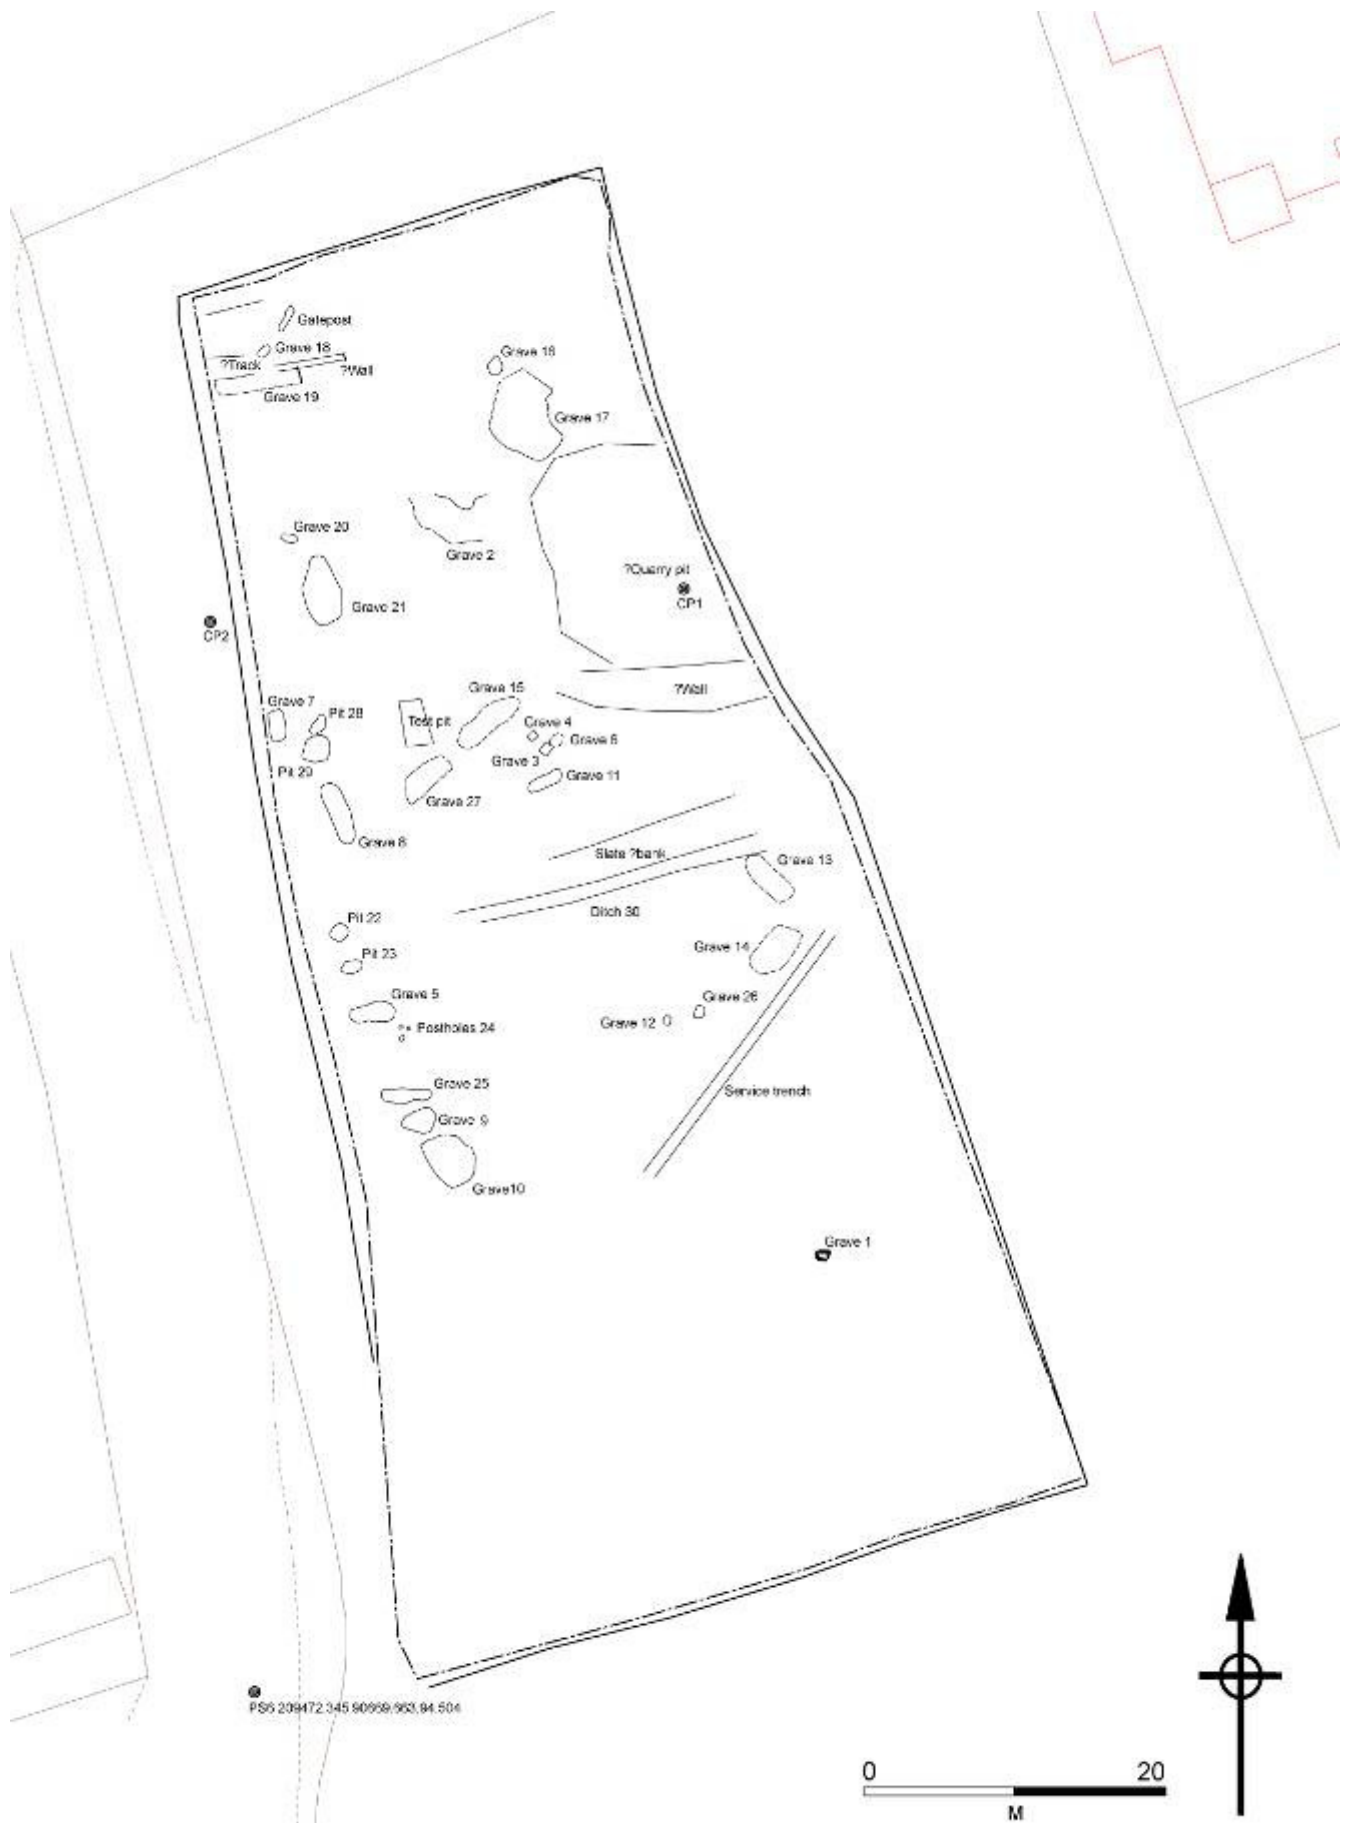 Gatepost
Grave 18
?Track
?Wall
Grave 19
Grave 16
Grave 17
Grave 20
Grave 2
Grave 21
?Quarry pit
CP1
CP2
Grave 15
?Wall
Grave 7
Pit 28
Test pit
Grave 4
Grave 6
Grave 3
Pit 29
Grave 11
Grave 27
Grave 8
Slate ?bank
Grave 13
Ditch 30
Pit 22
Grave 14
Pit 23
Grave 5
Grave 26
Grave 12
Postholes 24
Grave 25
Service trench
Grave 9
Grave10
Grave 1
PS6 209472.345 90669.663,94.504
0 20
M